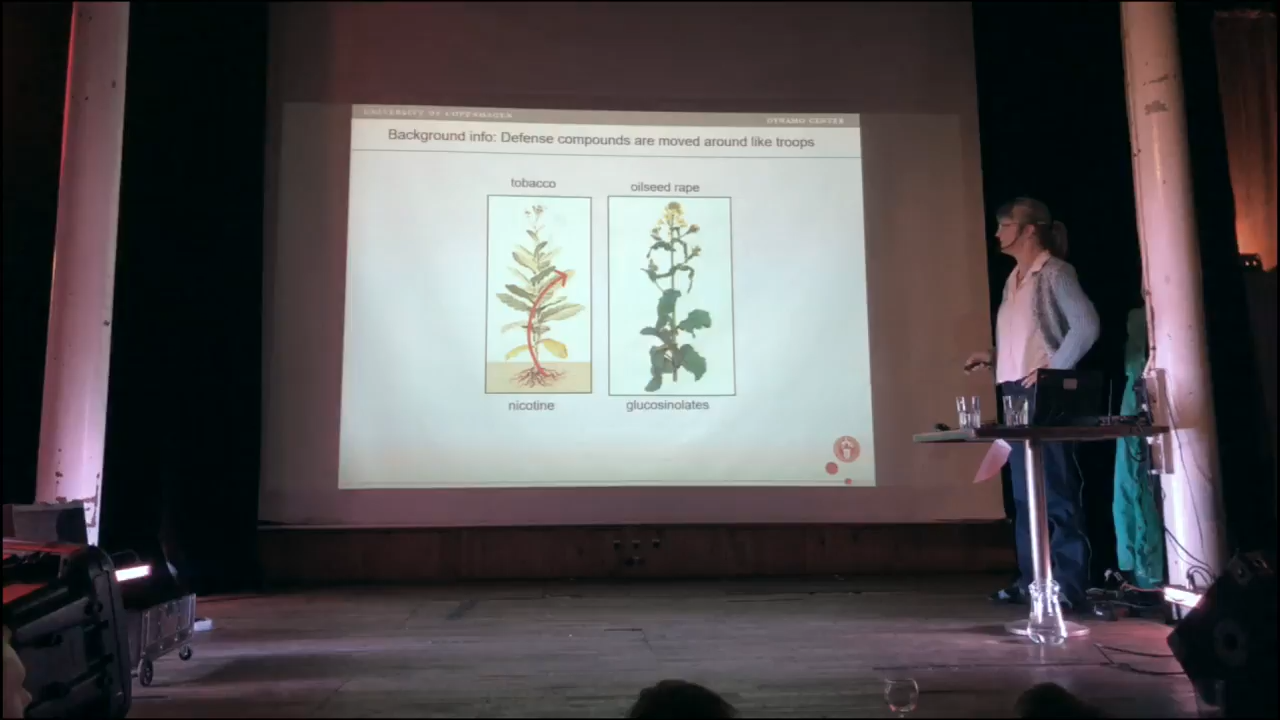 UNIVERSITY OF COPENHAGEN
DYNAMO CENTER
Background info: Defense compounds are moved around like troops
tobacco
oilseed rape
nicotine
glucosinolates